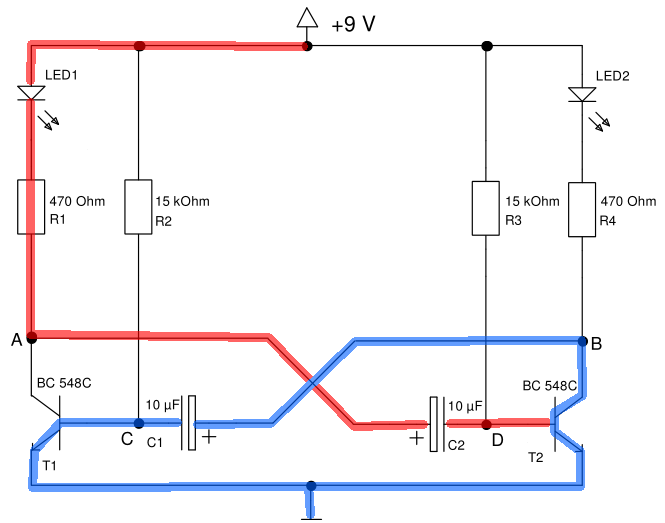 +9 V
LED1
LED2
470 Ohm
R1
15 kOhm
R2
15 kOhm
R3
470 Ohm
R4
A
B
BC 548C
BC 548C
10 µF
10 µF
C
C1
+
+
C2
D
T1
T2